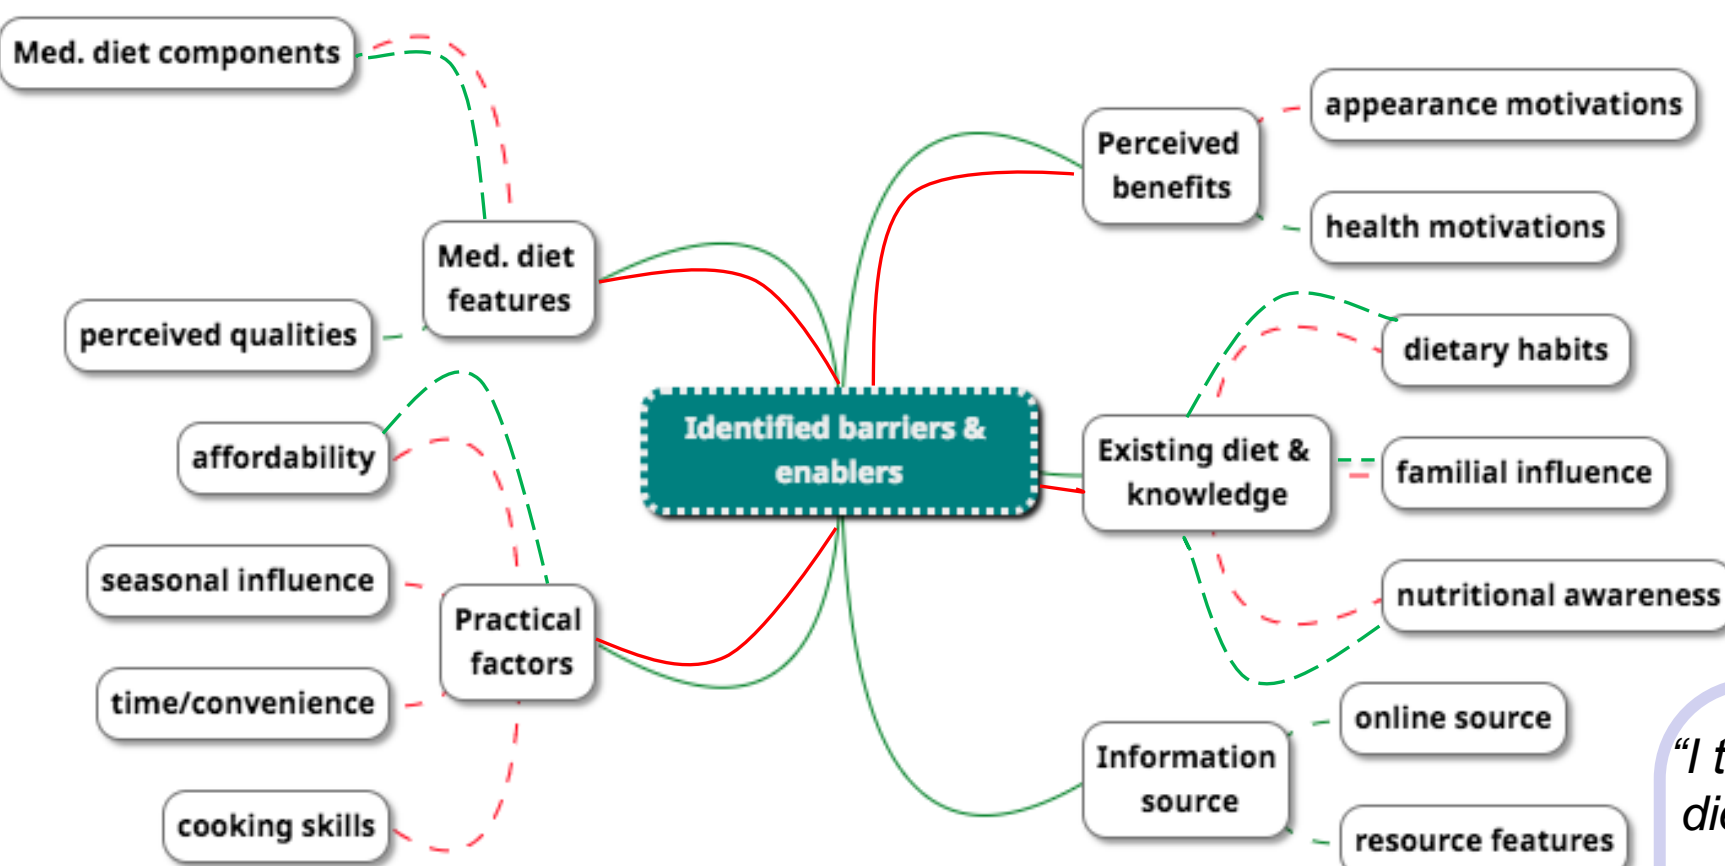 Med. diet components
Med. diet
features
perceived qualities
affordability
seasonal influence
Practical
factors
time/convenience
cooking skills
Identified barriers &
enablers
Perceived
benefits
appearance motivations
health motivations
Existing diet &
knowledge
dietary habits
familial influence
nutritional awareness
Information
source
online source
resource features
“I